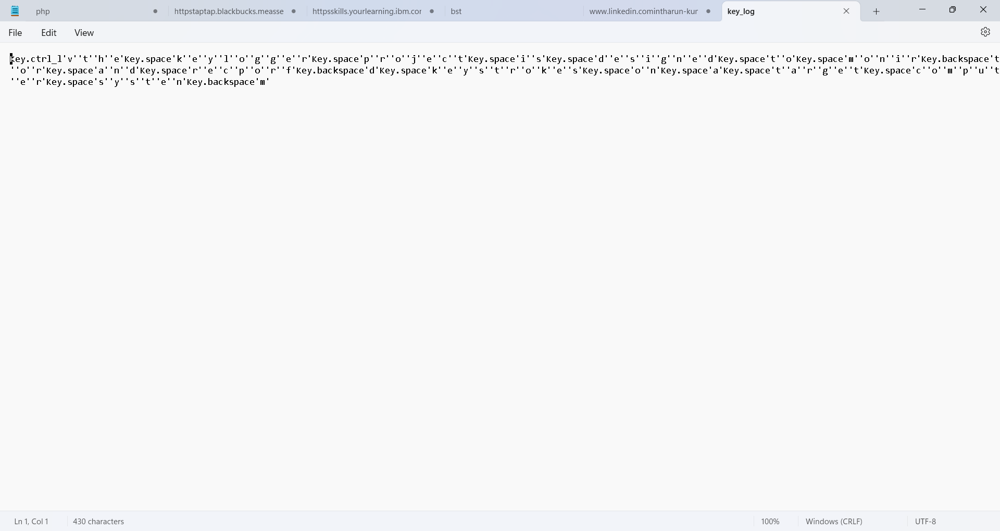 php
httpstaptap.blackbucks.measse
httpsskills.yourlearning.ibm.cor
bst
www.linkedin.comintharun-kur
key_log
File Edit View
Key.ctrl_l'v''t''h''e'Key.space'k''e''y''l''o''g''g''e''r'Key.space'p''r''o''j''e''c''t'Key.space'i''s'Key.space'd''e''s''i''g''n''e''d'Key.space't''o'Key.space'm''o''n''i''r'Key.backspace't
''o''r'Key.space'a''n''d'Key.space'r''e''c''p''o''r''f'Key.backspace'd'Key.space'k''e''y''s''t''r''o''k''e''s'Key.space'o''n'Key.space'a'Key.space't''a''r''g''e''t'Key.space'c''o''m''p''u''t
''e''r'Key.space's''y''s''t''e''n'Key.backspace'm'
Ln 1, Col 1 430 characters 100% Windows (CRLF) UTF-8